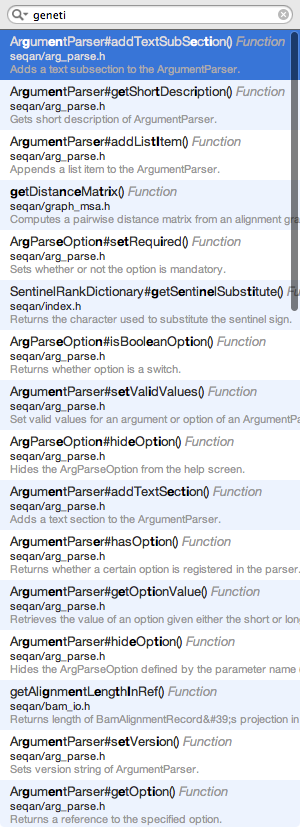 geneti
ArgumentParser#addTextSubSection() Function
seqan/arg_parse.h
Adds a text subsection to the ArgumentParser.
ArgumentParser#getShortDescription() Function
seqan/arg_parse.h
Gets short description of ArgumentParser.
ArgumentParser#addListItem() Function
seqan/arg_parse.h
Appends a list item to the ArgumentParser.
getDistanceMatrix() Function
seqan/graph_msa.h
Computes a pairwise distance matrix from an alignment gra
ArgParseOption#setRequired() Function
seqan/arg_parse.h
Sets whether or not the option is mandatory.
SentinelRankDictionary#getSentinelSubstitute() Fu
seqan/index.h
Returns the character used to substitute the sentinel sign.
ArgParseOption#isBooleanOption() Function
seqan/arg_parse.h
Returns whether option is a switch.
ArgumentParser#setValidValues() Function
seqan/arg_parse.h
Set valid values for an argument or option of an ArgumentPa
ArgParseOption#hideOption() Function
seqan/arg_parse.h
Hides the ArgParseOption from the help screen.
ArgumentParser#addTextSection() Function
seqan/arg_parse.h
Adds a text section to the ArgumentParser.
ArgumentParser#hasOption() Function
seqan/arg_parse.h
Returns whether a certain option is registered in the parser.
ArgumentParser#getOptionValue() Function
seqan/arg_parse.h
Retrieves the value of an option given either the short or lo
ArgumentParser#hideOption() Function
seqan/arg_parse.h
Hides the ArgParseOption defined by the parameter name
getAlignmentLengthInRef() Function
seqan/bam_io.h
Returns length of BamAlignmentRecord&#39;s projection in
ArgumentParser#setVersion() Function
seqan/arg_parse.h
Sets version string of ArgumentParser.
ArgumentParser#getOption() Function
seqan/arg_parse.h
Returns a reference to the specified option.